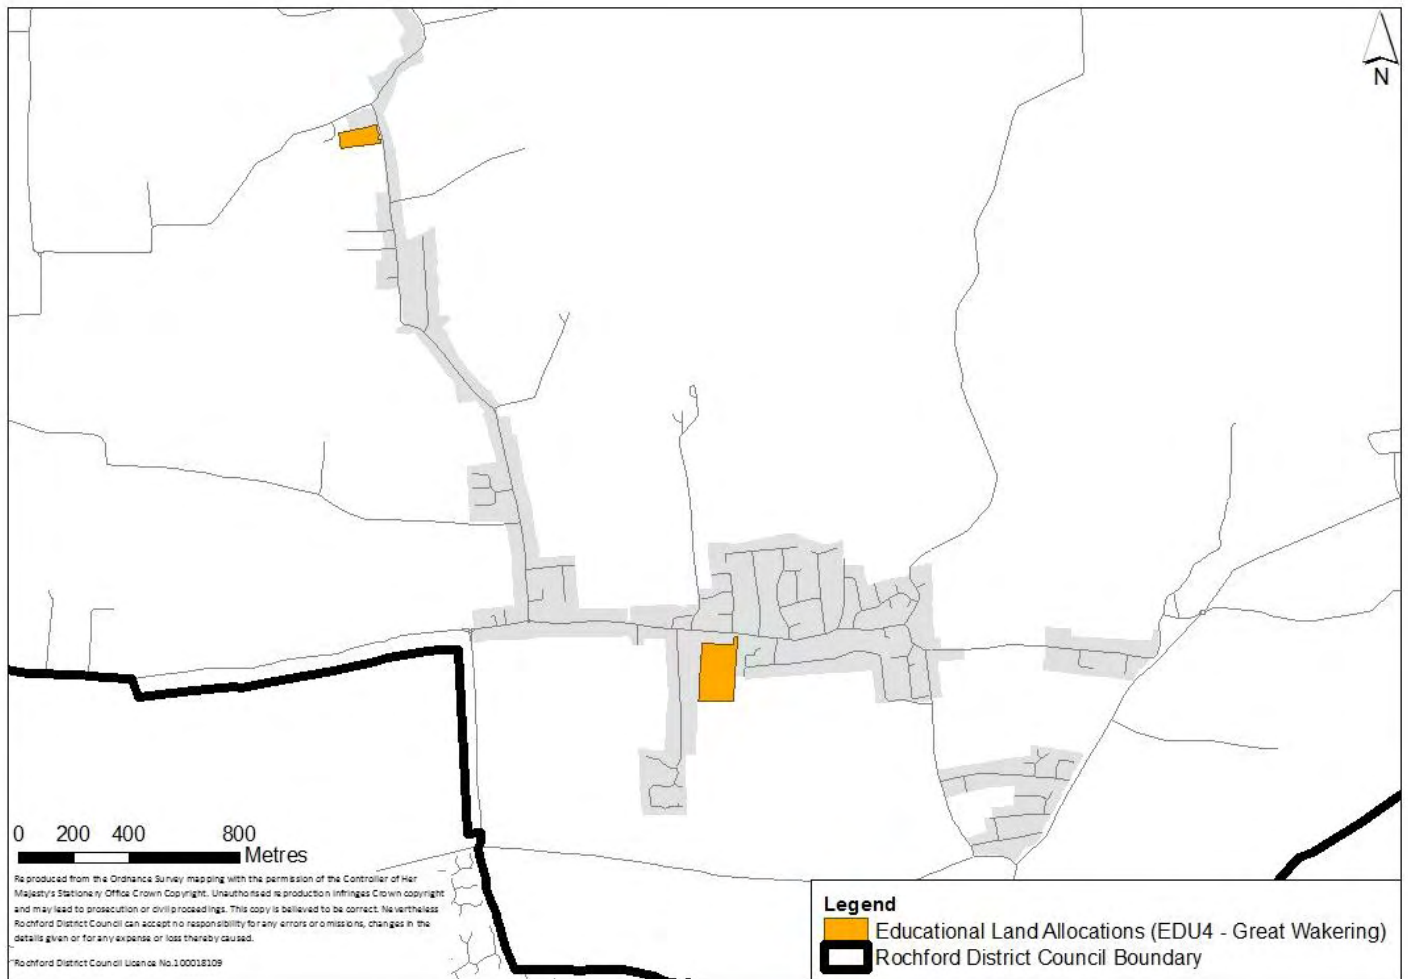 N
0 200 400 800
Metres
Reproduced from the Ordnance Survey mapping with the permission of the Controller of Her
Majesty's Stationery Office Crown Copyright. Unauthorised reproduction infringes Crown copyright
and may lead to prosecution or civil proceedings. This copy is believed to be correct. Nevertheless
Rochford District Council can accept no responsibility for any errors or omissions, changes in the
details given or for any expense or loss thereby caused.
Rochford District Council Licence No.100018109
Legend
Educational Land Allocations (EDU4 - Great Wakering)
Rochford District Council Boundary